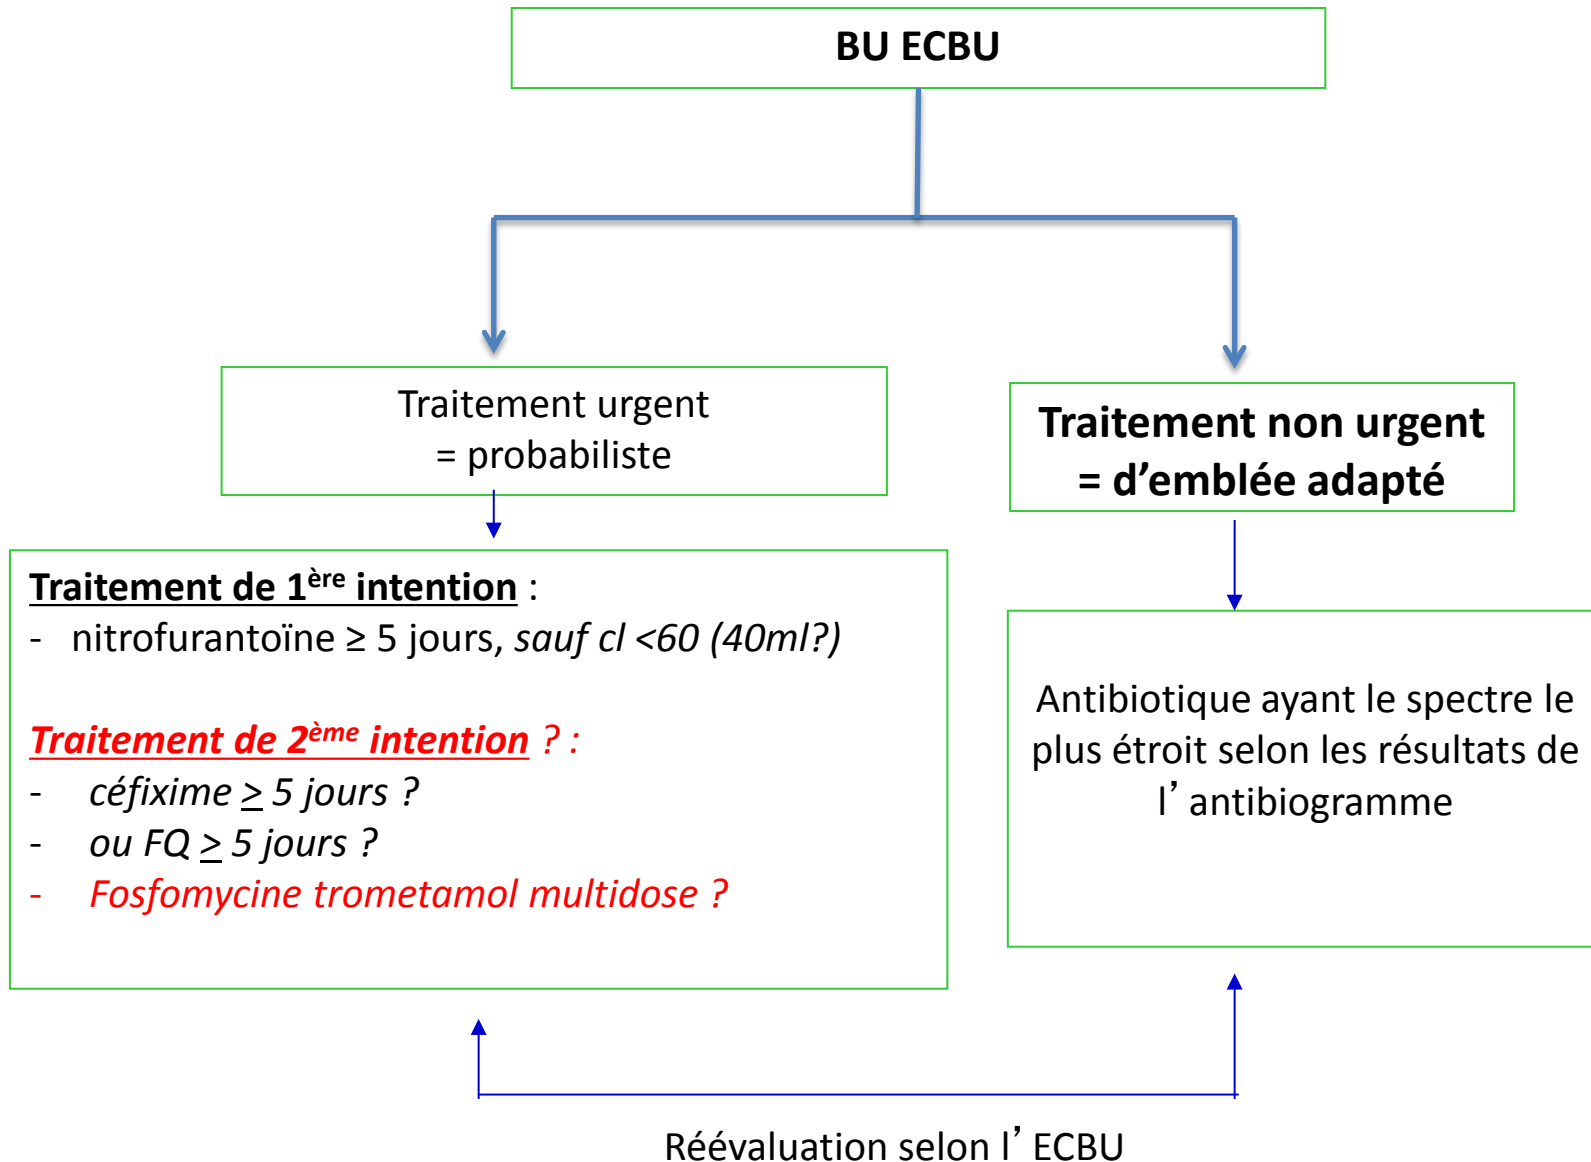 BU ECBU
Traitement urgent
= probabiliste
Traitement non urgent
= d’emblée adapté
Traitement de 1ère intention :
- nitrofurantoïne ≥ 5 jours, sauf cl <60 (40ml?)
Traitement de 2ème intention ? :
- céfixime ≥ 5 jours ?
- ou FQ ≥ 5 jours ?
- Fosfomycine trometamol multidose ?
Antibiotique ayant le spectre le
plus étroit selon les résultats de
l’ antibiogramme
Réévaluation selon l’ ECBU